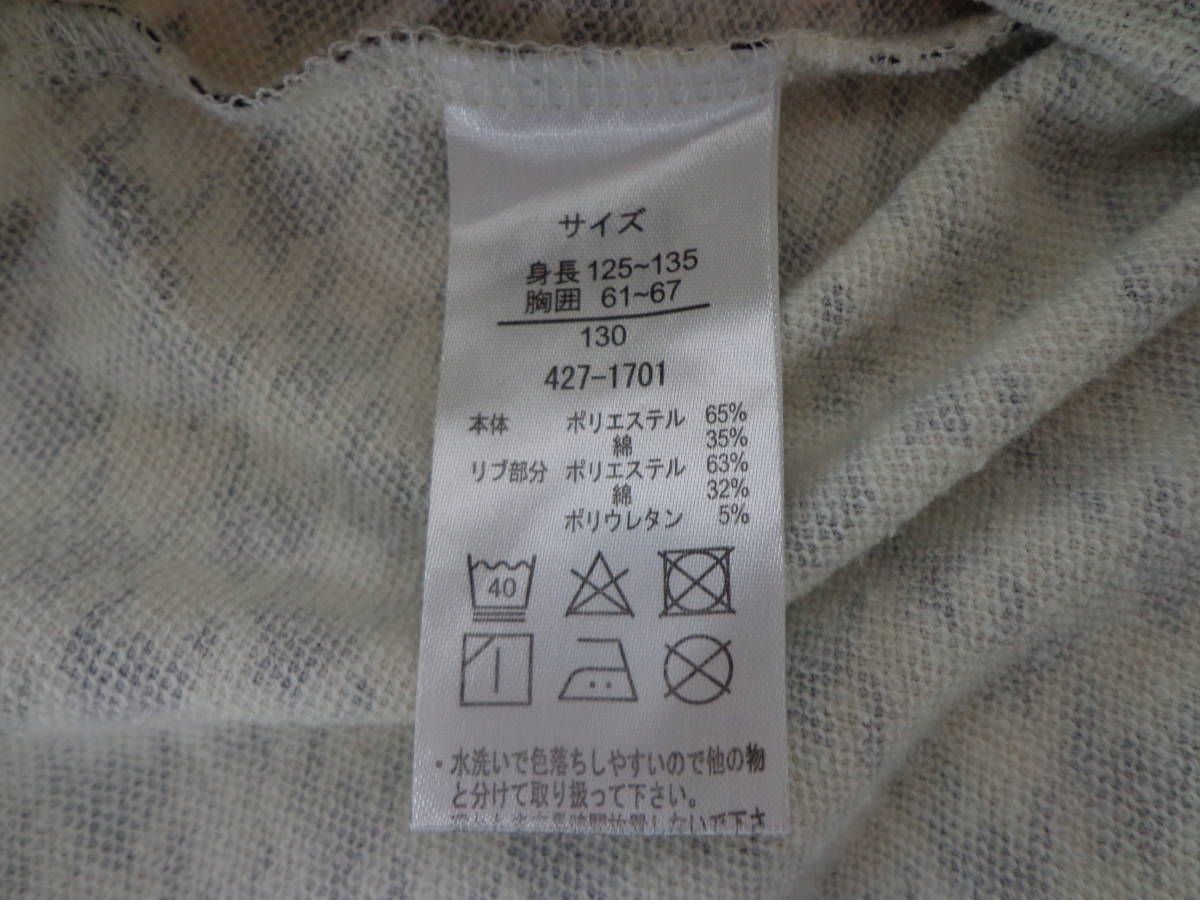 サイズ
身長 125~135
胸囲 61~67
130
427-1701
本体 ポリエステル 65%
綿 35%
リブ部分 ポリエステル 63%
綿 32%
ポリウレタン 5%
40
・水洗いで色落ちしやすいので他の物
と分けて取り扱って下さい。